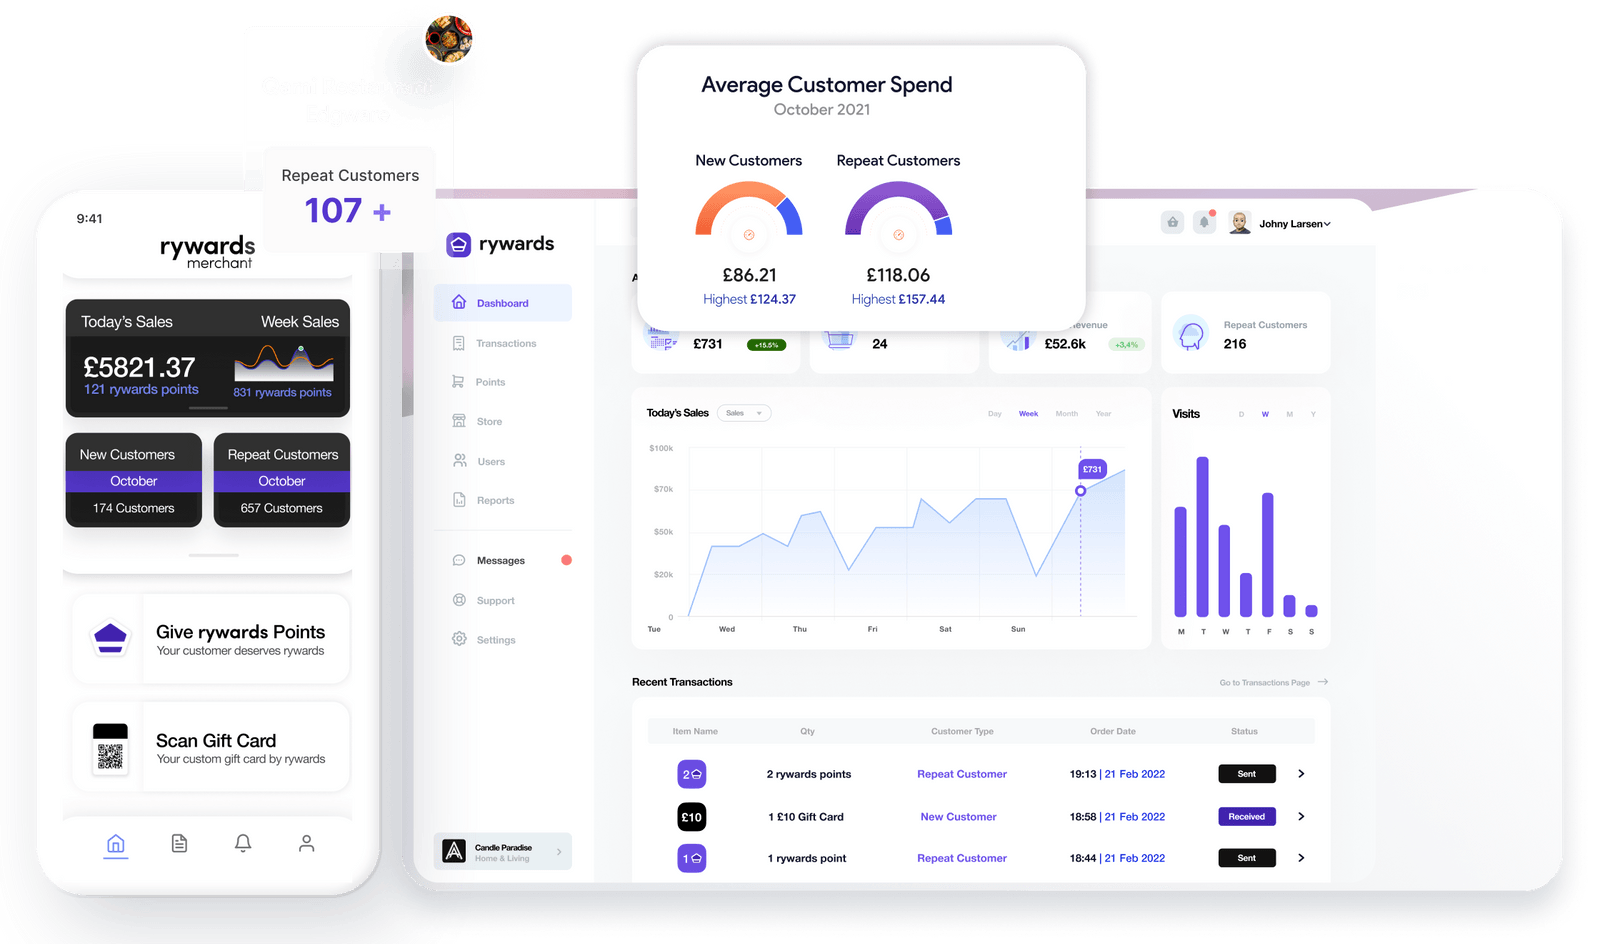 Repeat Customers
107 +
9:41
rywards
merchant
Today's Sales
Week Sales
£5821.37
121 rywards points
831 rywards points
New Customers
October
174 Customers
Repeat Customers
October
657 Customers
Give rywards Points
Your customer deserves rywards
Scan Gift Card
Your custom gift card by rywards
rywards
Dashboard
Transactions
Points
Store
Users
Reports
Messages
Support
Settings
Candle Paradise
Home & Living
Average Customer Spend
October 2021
New Customers
£86.21
Highest £124.37
Repeat Customers
£118.06
Highest £157.44
Johny Larsen
£731
+15.5%
24
£52.6k
+3,4%
Repeat Customers
216
Today's Sales
Sales
Day
Week
Month
Year
$100k
$70k
$50k
$20k
0
£731
Tue
Wed
Thu
Fri
Sat
Sun
Visits
D
W
M
Y
M
T
W
T
F
S
S
Recent Transactions
Go to Transactions Page
Item Name
Qty
Customer Type
Order Date
Status
2
2 rywards points
Repeat Customer
19:13 | 21 Feb 2022
Sent
£10
1 £10 Gift Card
New Customer
18:58 | 21 Feb 2022
Received
1
1 rywards point
Repeat Customer
18:44 | 21 Feb 2022
Sent